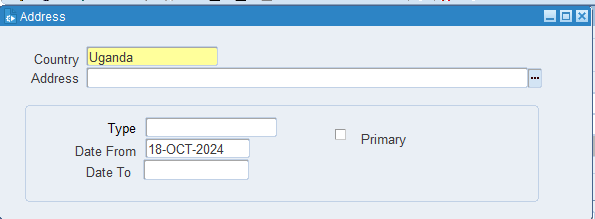 Address
Country Uganda
Address
Type
Primary
Date From 18-OCT-2024
Date To